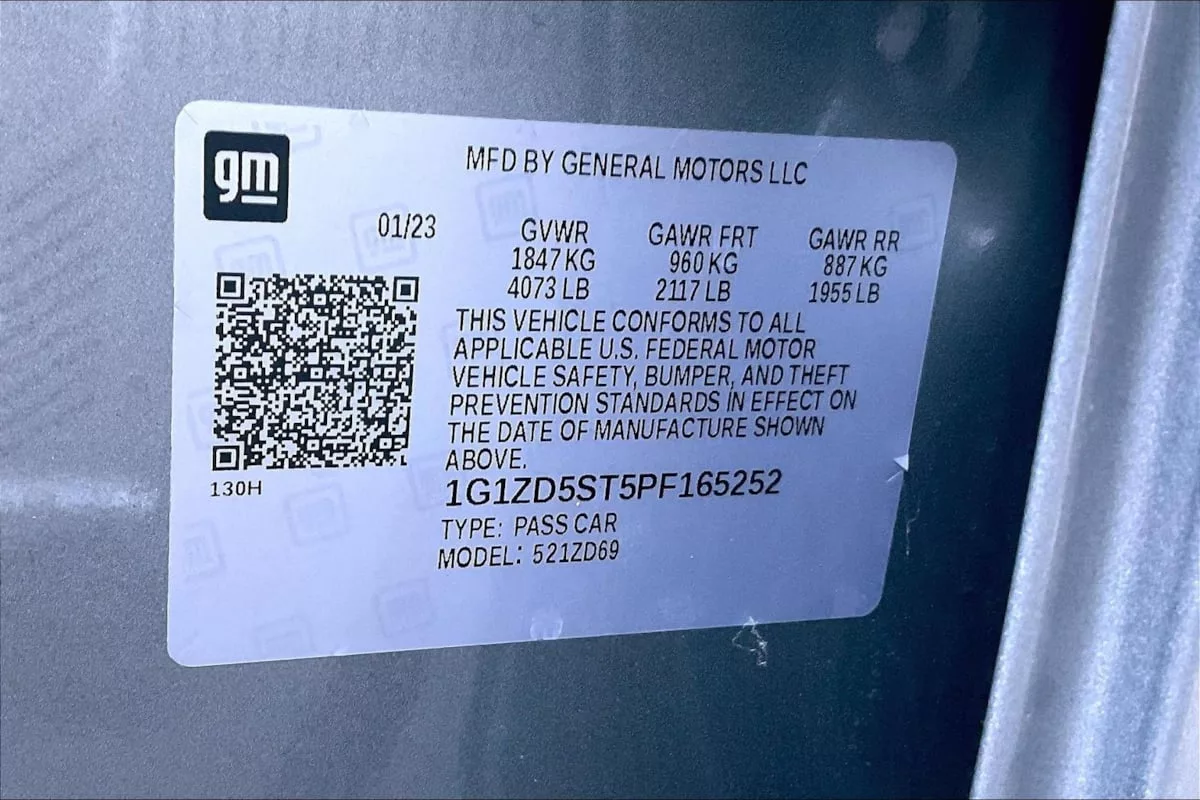 gm
MFD BY GENERAL MOTORS LLC
01/23 GVWR GAWR FRT GAWR RR
1847 KG 960 KG 887 KG
4073 LB 2117 LB 1955 LB
THIS VEHICLE CONFORMS TO ALL
APPLICABLE U.S. FEDERAL MOTOR
VEHICLE SAFETY, BUMPER, AND THEFT
PREVENTION STANDARDS IN EFFECT ON
THE DATE OF MANUFACTURE SHOWN
ABOVE.
130H
1G1ZD5ST5PF165252
TYPE: PASS CAR
MODEL: 521ZD69